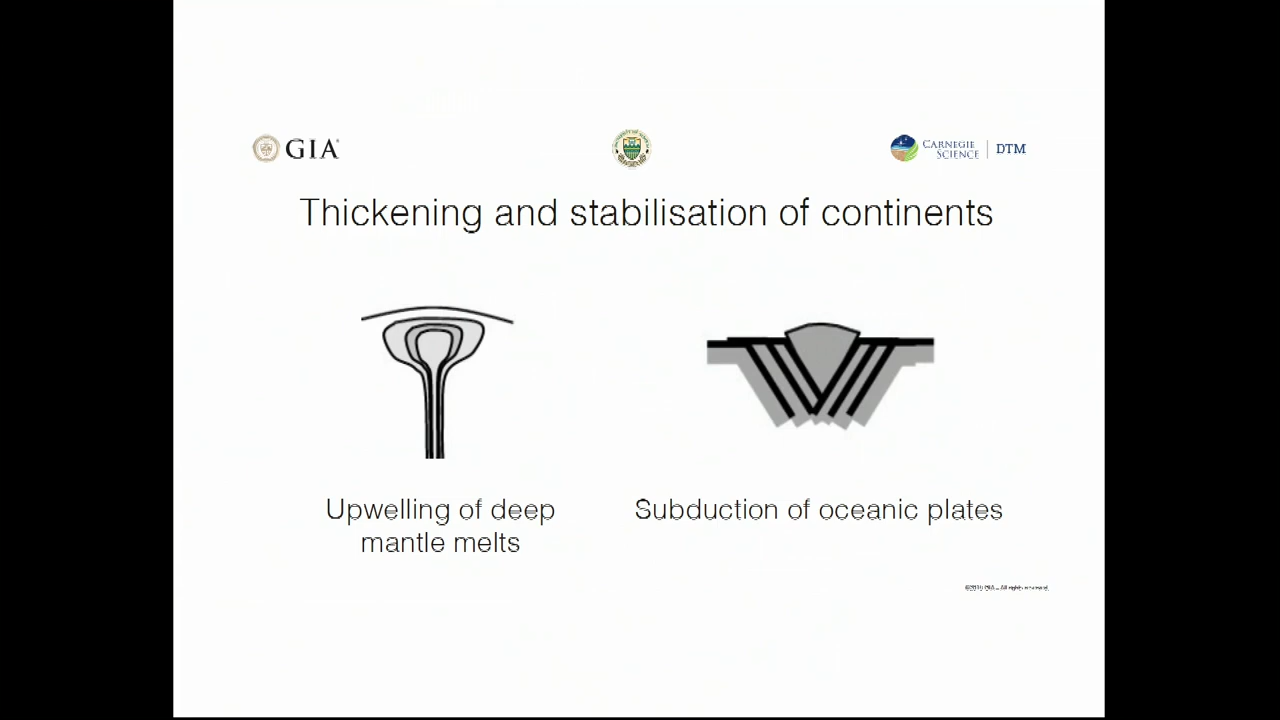 GIA
CARNEGIE
SCIENCE
DTM
Thickening and stabilisation of continents
Upwelling of deep
mantle melts
Subduction of oceanic plates